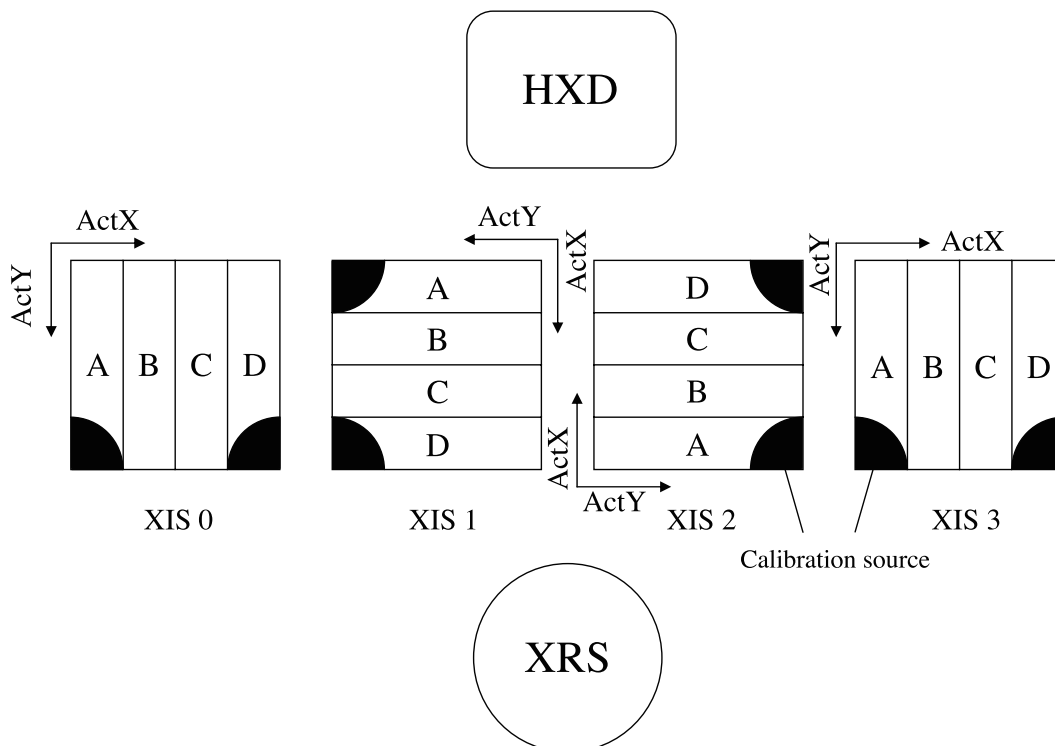 HXD
ActX
ActY
A B C D
XIS 0
ActY
ActX
A
B
C
D
XIS 1
D
C
B
A
ActX
ActY
XIS 2
ActY
ActX
A B C D
XIS 3
Calibration source
XRS